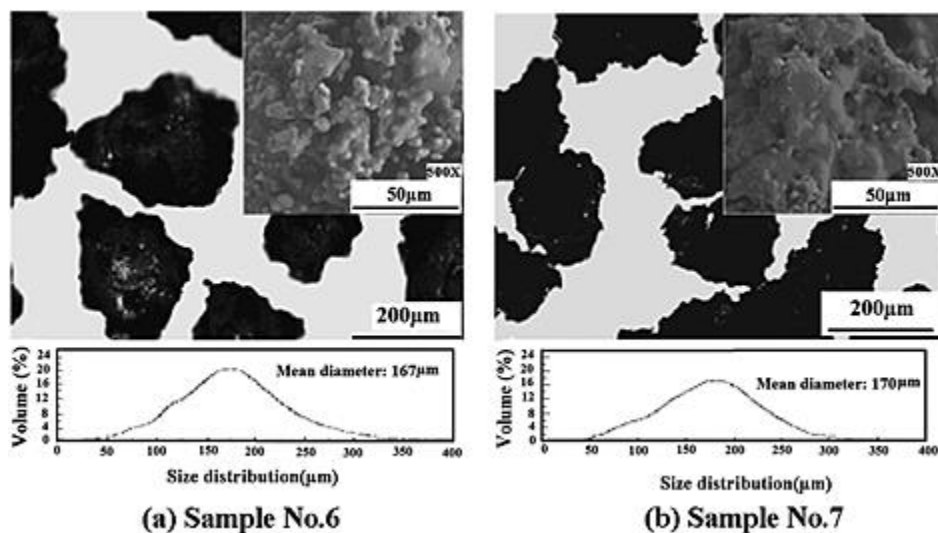 500X
50µm
200µm
24
20
16
12
8
4
0
Volume (%)
Mean diameter: 167µm
0 50 100 150 200 250 300 350 400
Size distribution(µm)
(a) Sample No.6
500X
50µm
200µm
24
20
16
12
8
4
0
Volume (%)
Mean diameter: 170µm
0 50 100 150 200 250 300 350 400
Size distribution(µm)
(b) Sample No.7